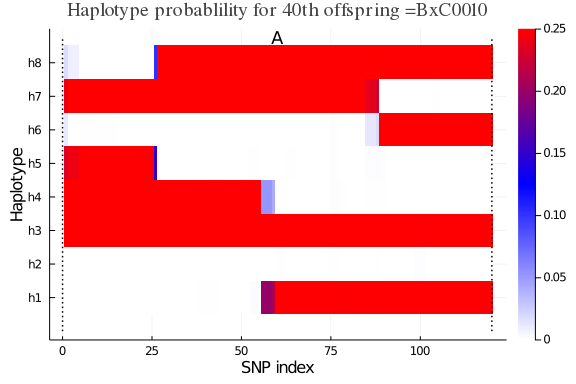 Haplotype probablility for 40th offspring =BxC0010
A
Haplotype
h8
h7
h6
h5
h4
h3
h2
h1
0
25
50
75
100
SNP index
0.25
0.20
0.15
0.10
0.05
0